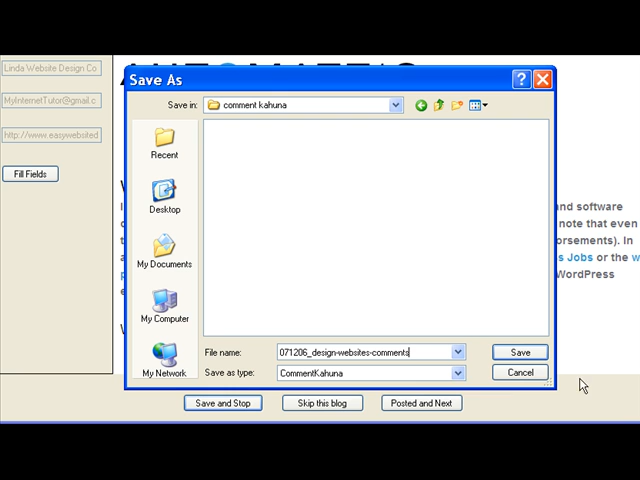 Linda Website Design Co
MyInternetTutor@gmail.c
http://www.easywebsited
Fill Fields
Save As
Save in:
comment kahuna
Recent
Desktop
My Documents
My Computer
My Network
File name:
071206_design-websites-comments
Save as type:
CommentKahuna
Save
Cancel
and software
note that even
orsements). In
s Jobs or the w
WordPress
Save and Stop
Skip this blog
Posted and Next